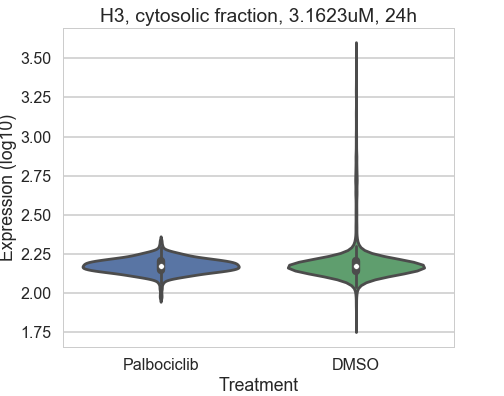 H3, cytosolic fraction, 3.1623uM, 24h
Expression (log10)
3.50
3.25
3.00
2.75
2.50
2.25
2.00
1.75
Palbociclib
DMSO
Treatment